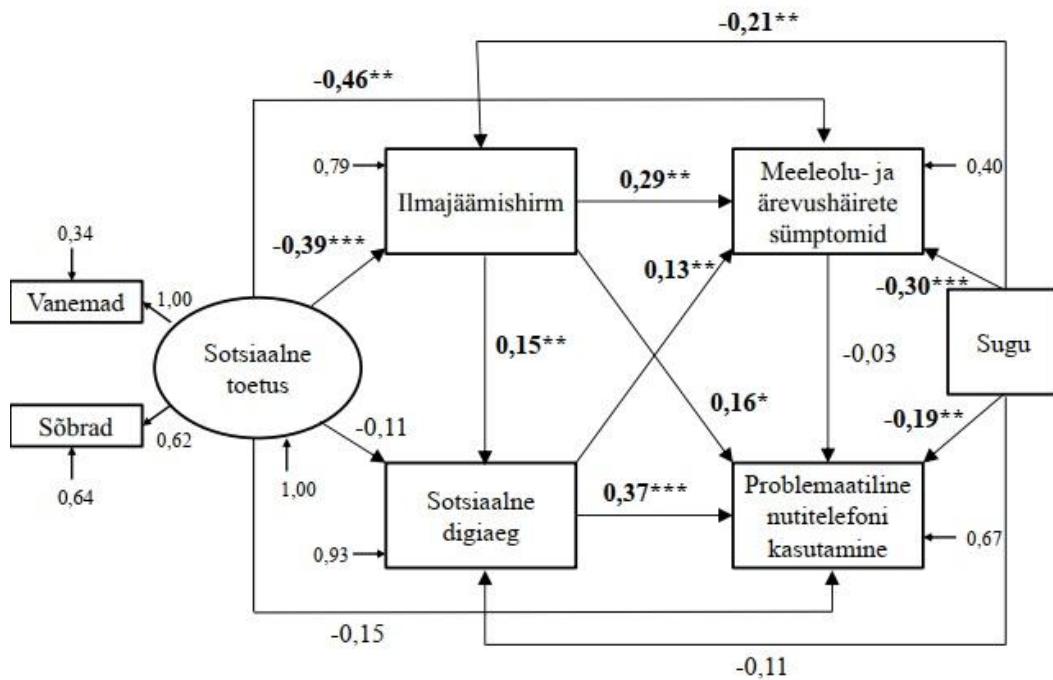 -0,21**
-0,46**
0,79
Ilmajäämishirm
0,29**
Meeleolu- ja
ärevushäirete
sümptomid
0,40
-0,39***
0,34
Vanemad
1,00
0,13**
-0,30***
Sotsiaalne
toetus
0,15**
-0,03
Sugu
Sõbrad
0,62
-0,11
0,16*
-0,19**
0,64
1,00
Sotsiaalne
digiaeg
0,93
0,37***
Problemaatiline
nutitelefoni
kasutamine
0,67
-0,15
-0,11